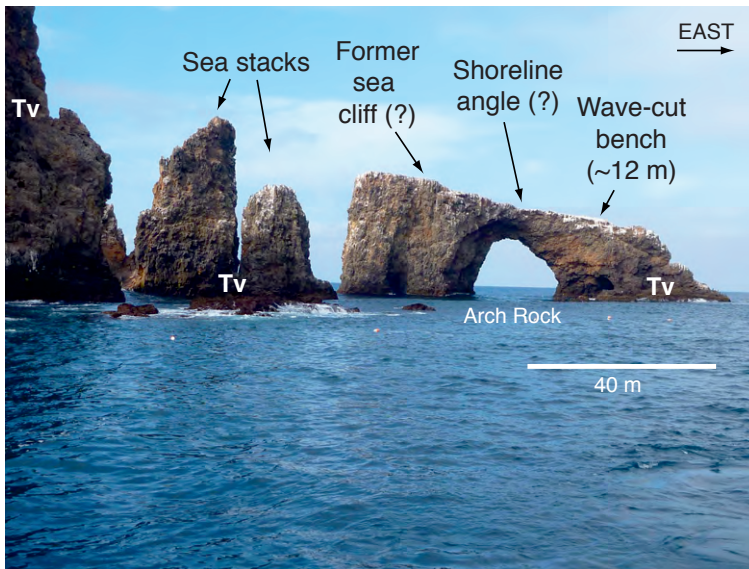 EAST
Sea stacks
Former
sea
cliff (?)
Shoreline
angle (?)
Wave-cut
bench
(~12 m)
Tv
Tv
Tv
Arch Rock
40 m